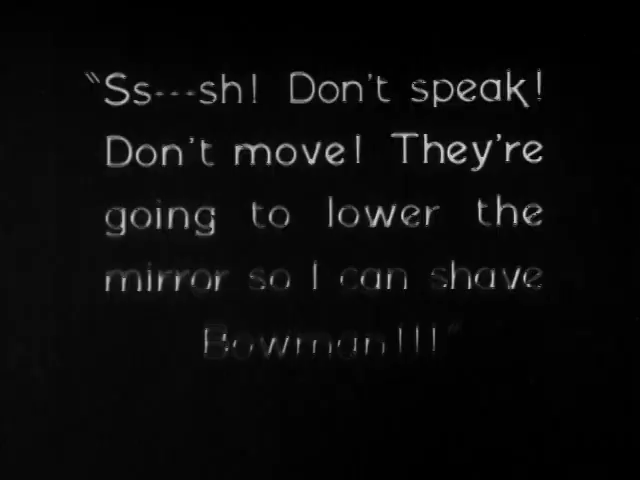 "Ss---sh! Don't speak!
Don't move! They're
going to lower the
mirror so I can shave
Bowman!!!"